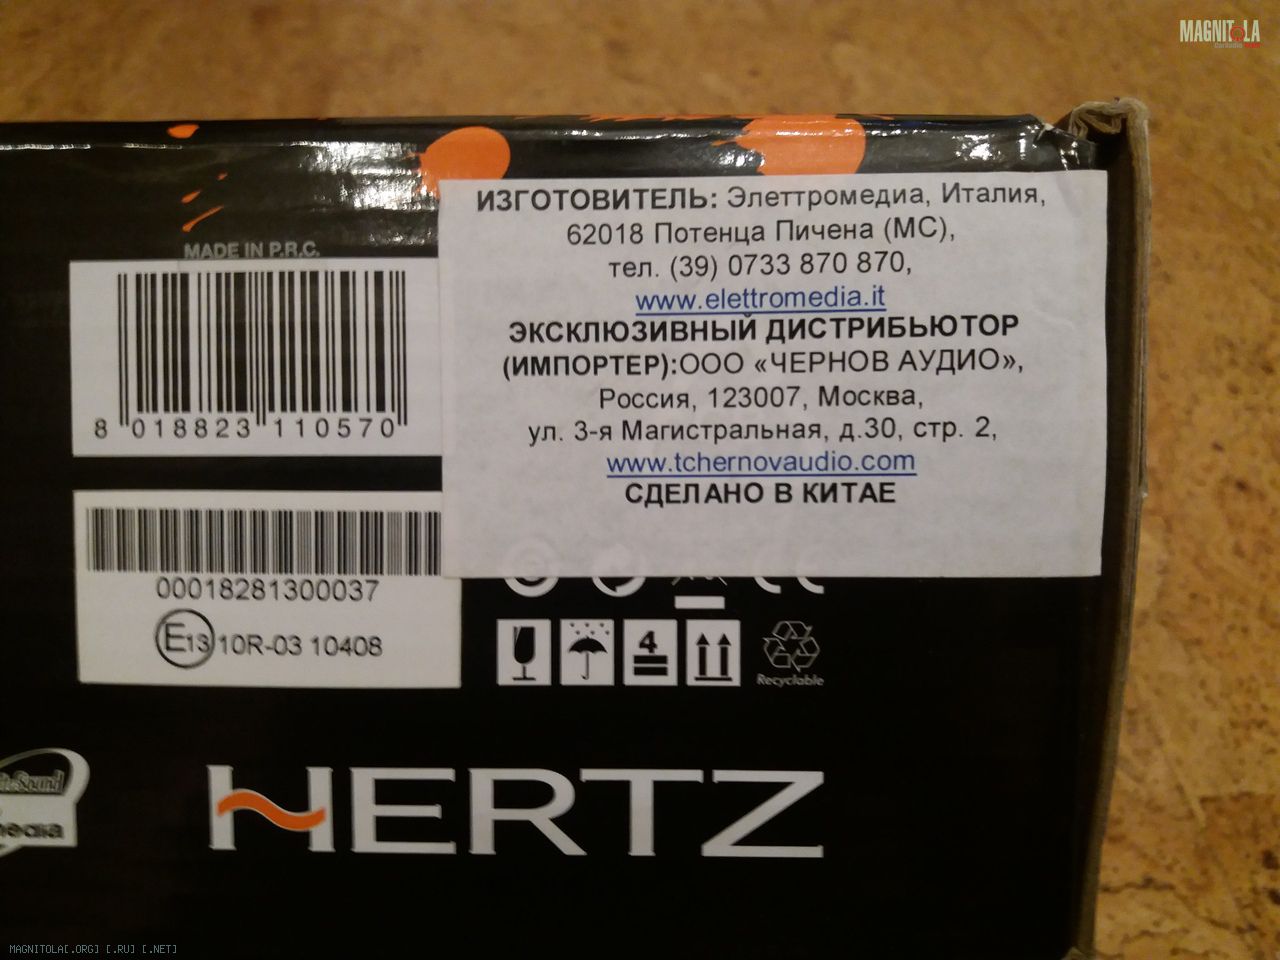 MAGNITOLA
MADE IN P.R.C.
8 018823 110570
ИЗГОТОВИТЕЛЬ: Элеттромедиа, Италия,
62018 Потенца Пичена (МС),
тел. (39) 0733 870 870,
www.elettromedia.it
ЭКСКЛЮЗИВНЫЙ ДИСТРИБЬЮТОР
(ИМПОРТЕР):ООО «ЧЕРНОВ АУДИО»,
Россия, 123007, Москва,
ул. 3-я Магистральная, д.30, стр. 2,
www.tchernovaudio.com
СДЕЛАНО В КИТАЕ
00018281300037
E13 10R-03 10408
4
Recyclable
Sound
media
HERTZ
MAGNITOLA[.ORG] [.RU] [.NET]